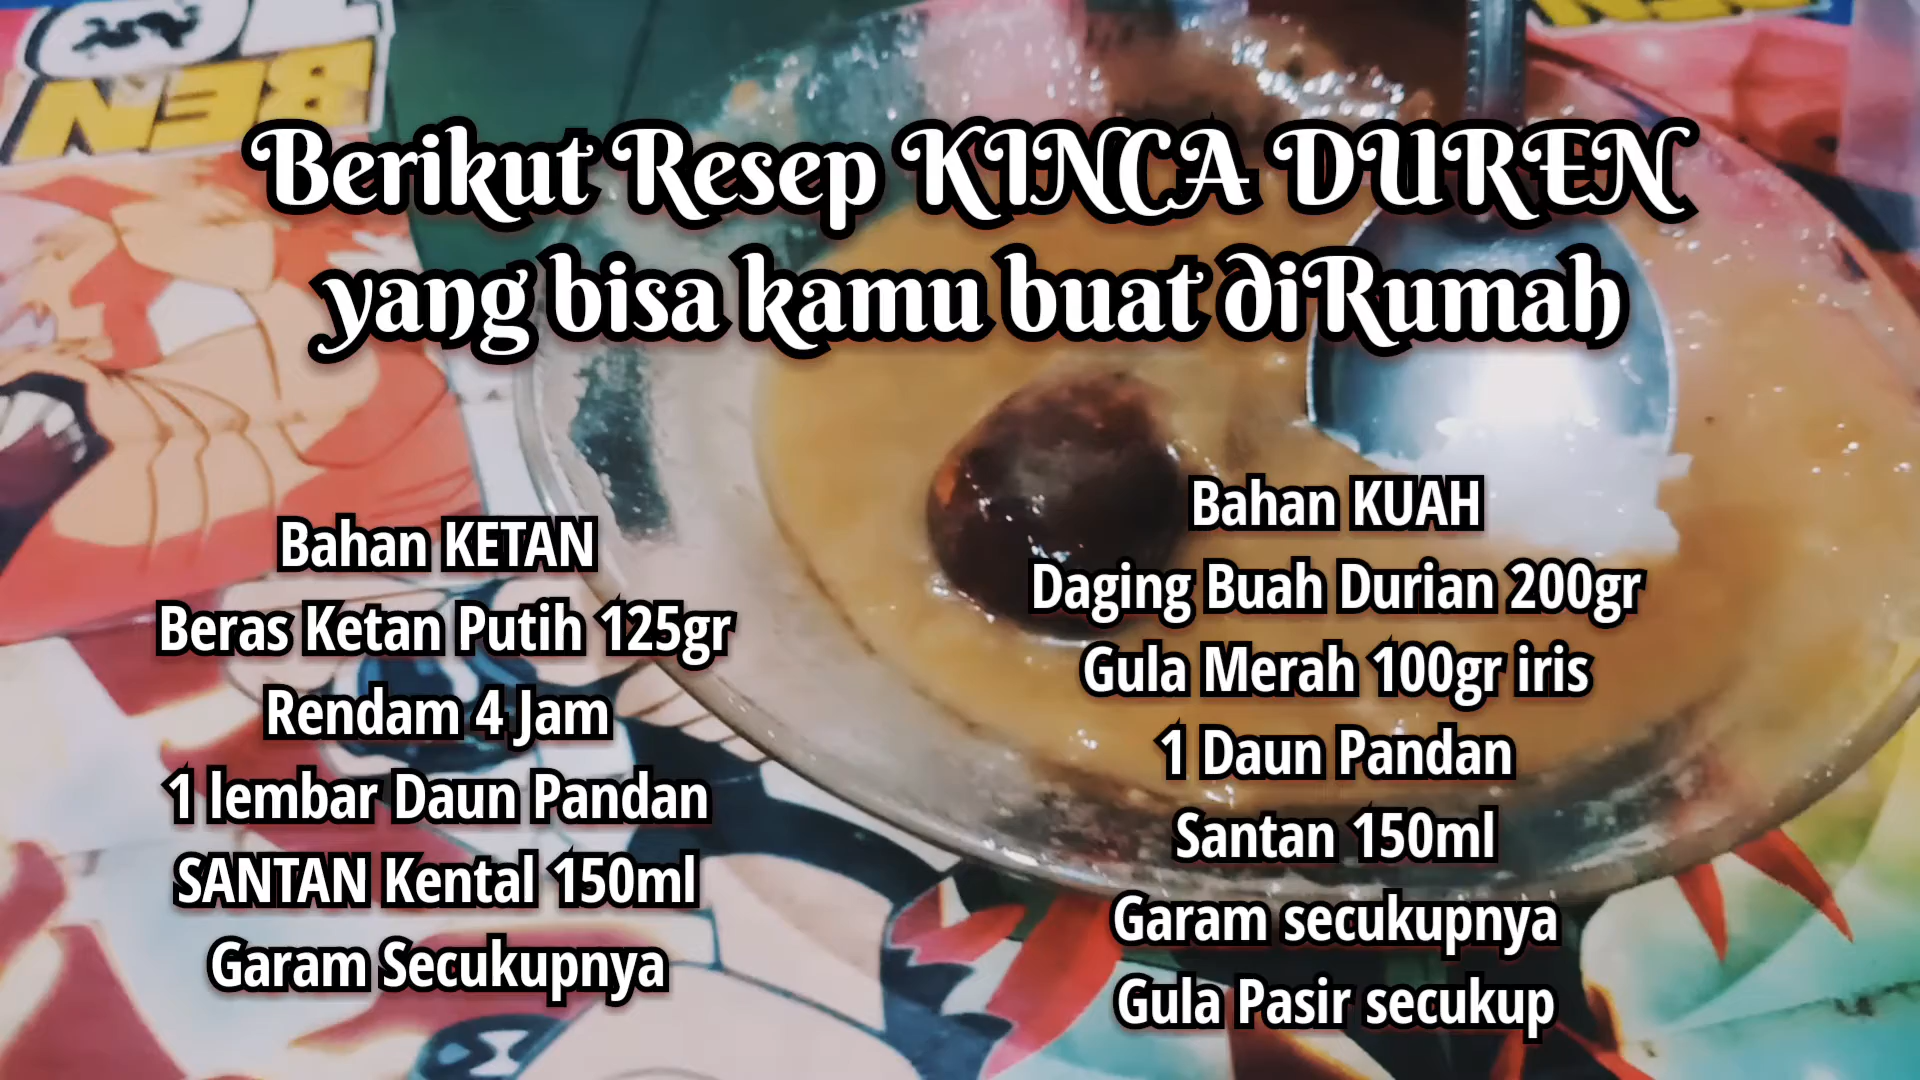 BEN
Berikut Resep KINCA DUREN
yang bisa kamu buat diRumah
Bahan KETAN
Beras Ketan Putih 125gr
Rendam 4 Jam
1 lembar Daun Pandan
SANTAN Kental 150ml
Garam Secukupnya
Bahan KUAH
Daging Buah Durian 200gr
Gula Merah 100gr iris
1 Daun Pandan
Santan 150ml
Garam secukupnya
Gula Pasir secukup